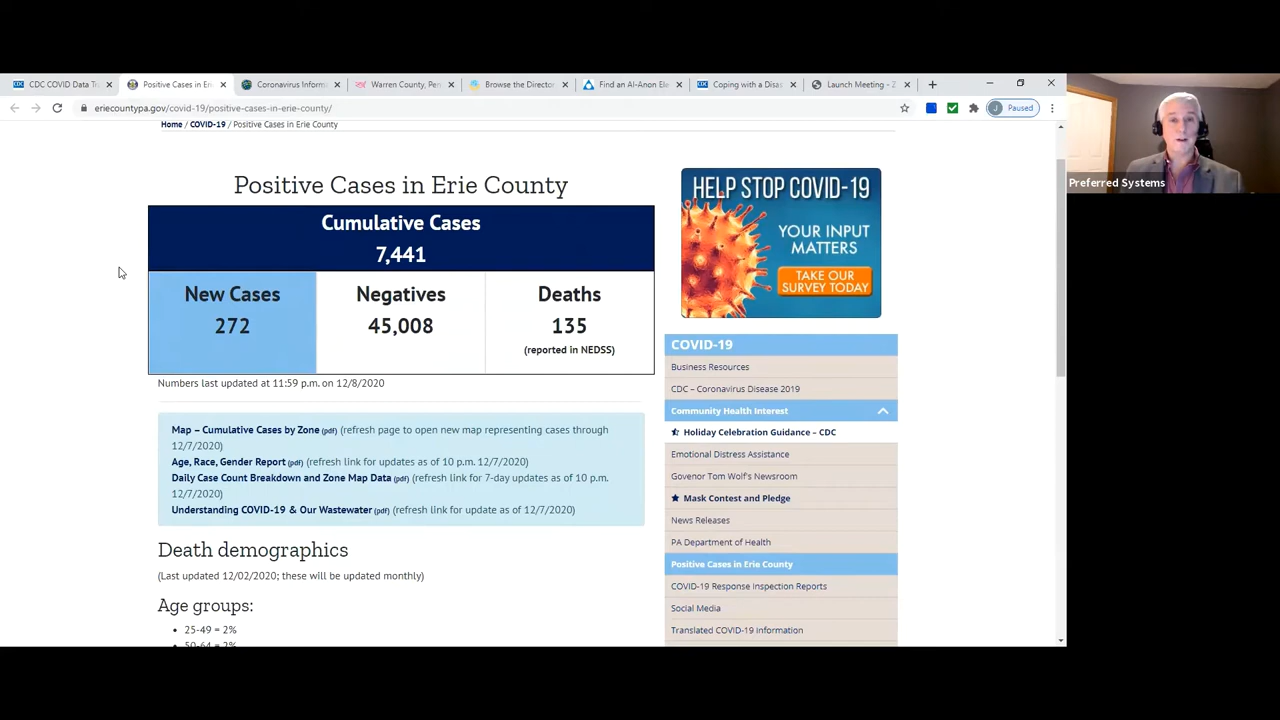 CDC COVID Data Tr
Positive Cases in Er
Coronavirus Inform
Warren County, Pen
Browse the Director
Find an Al-Anon Ele
Coping with a Disas
Launch Meeting - Z
eriecountypa.gov/covid-19/positive-cases-in-erie-county/
J Paused
Preferred Systems
Home / COVID-19 / Positive Cases in Erie County
Positive Cases in Erie County
Cumulative Cases
7,441
New Cases
272
Negatives
45,008
Deaths
135
(reported in NEDSS)
Numbers last updated at 11:59 p.m. on 12/8/2020
Map – Cumulative Cases by Zone (pdf) (refresh page to open new map representing cases through
12/7/2020)
Age, Race, Gender Report (pdf) (refresh link for updates as of 10 p.m. 12/7/2020)
Daily Case Count Breakdown and Zone Map Data (pdf) (refresh link for 7-day updates as of 10 p.m.
12/7/2020)
Understanding COVID-19 & Our Wastewater (pdf) (refresh link for update as of 12/7/2020)
Death demographics
(Last updated 12/02/2020; these will be updated monthly)
Age groups:
25-49 = 2%
50-64 = 2%
HELP STOP COVID-19
YOUR INPUT
MATTERS
TAKE OUR
SURVEY TODAY
COVID-19
Business Resources
CDC – Coronavirus Disease 2019
Community Health Interest
Holiday Celebration Guidance – CDC
Emotional Distress Assistance
Govenor Tom Wolf's Newsroom
Mask Contest and Pledge
News Releases
PA Department of Health
Positive Cases in Erie County
COVID-19 Response Inspection Reports
Social Media
Translated COVID-19 Information